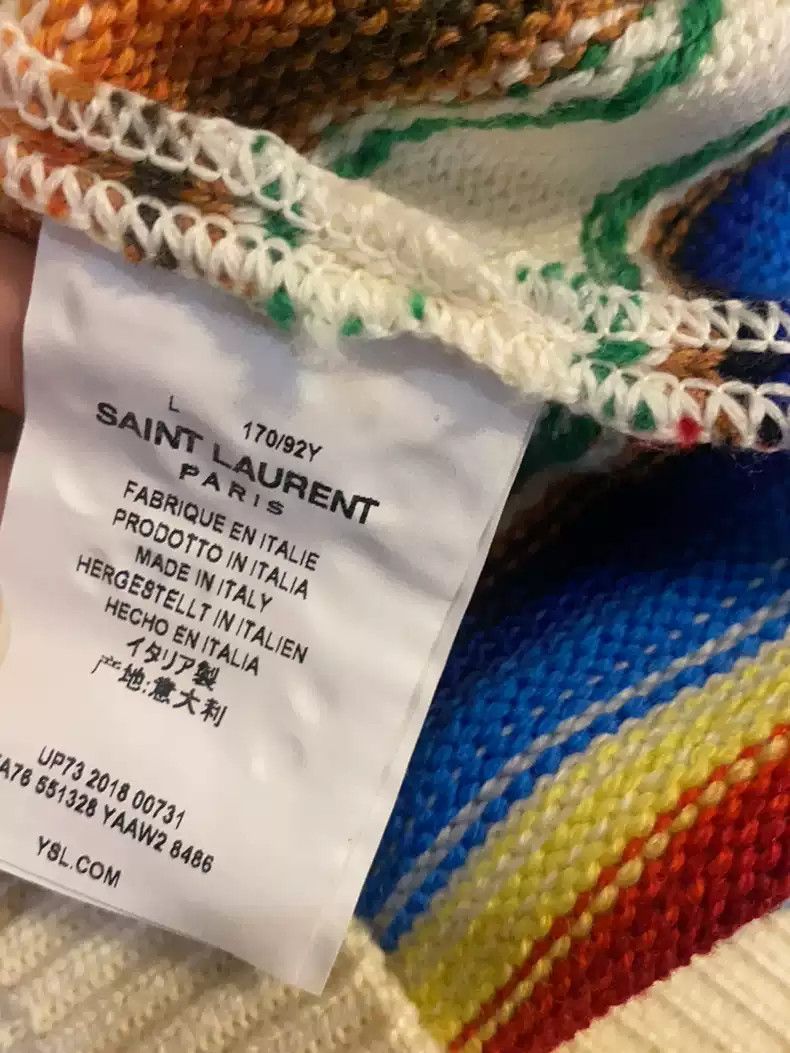 L 170/92Y
SAINT LAURENT
PARIS
FABRIQUE EN ITALIE
PRODOTTO IN ITALIA
MADE IN ITALY
HERGESTELLT IN ITALIEN
HECHO EN ITALIA
イタリア製
产地:意大利
UP73 2018 00731
A76 551328 YAAW2 8486
YSL.COM